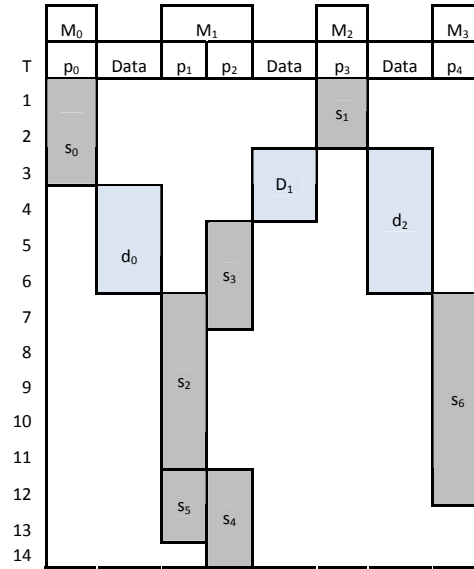 M₀ M₁ M₂ M₃
T p₀ Data p₁ p₂ Data p₃ Data p₄
1
s₁
2
s₀
3
D₁
4
d₂
5
d₀
s₃
6
7
8
s₂
9
s₆
10
11
12
s₅ s₄
13
14